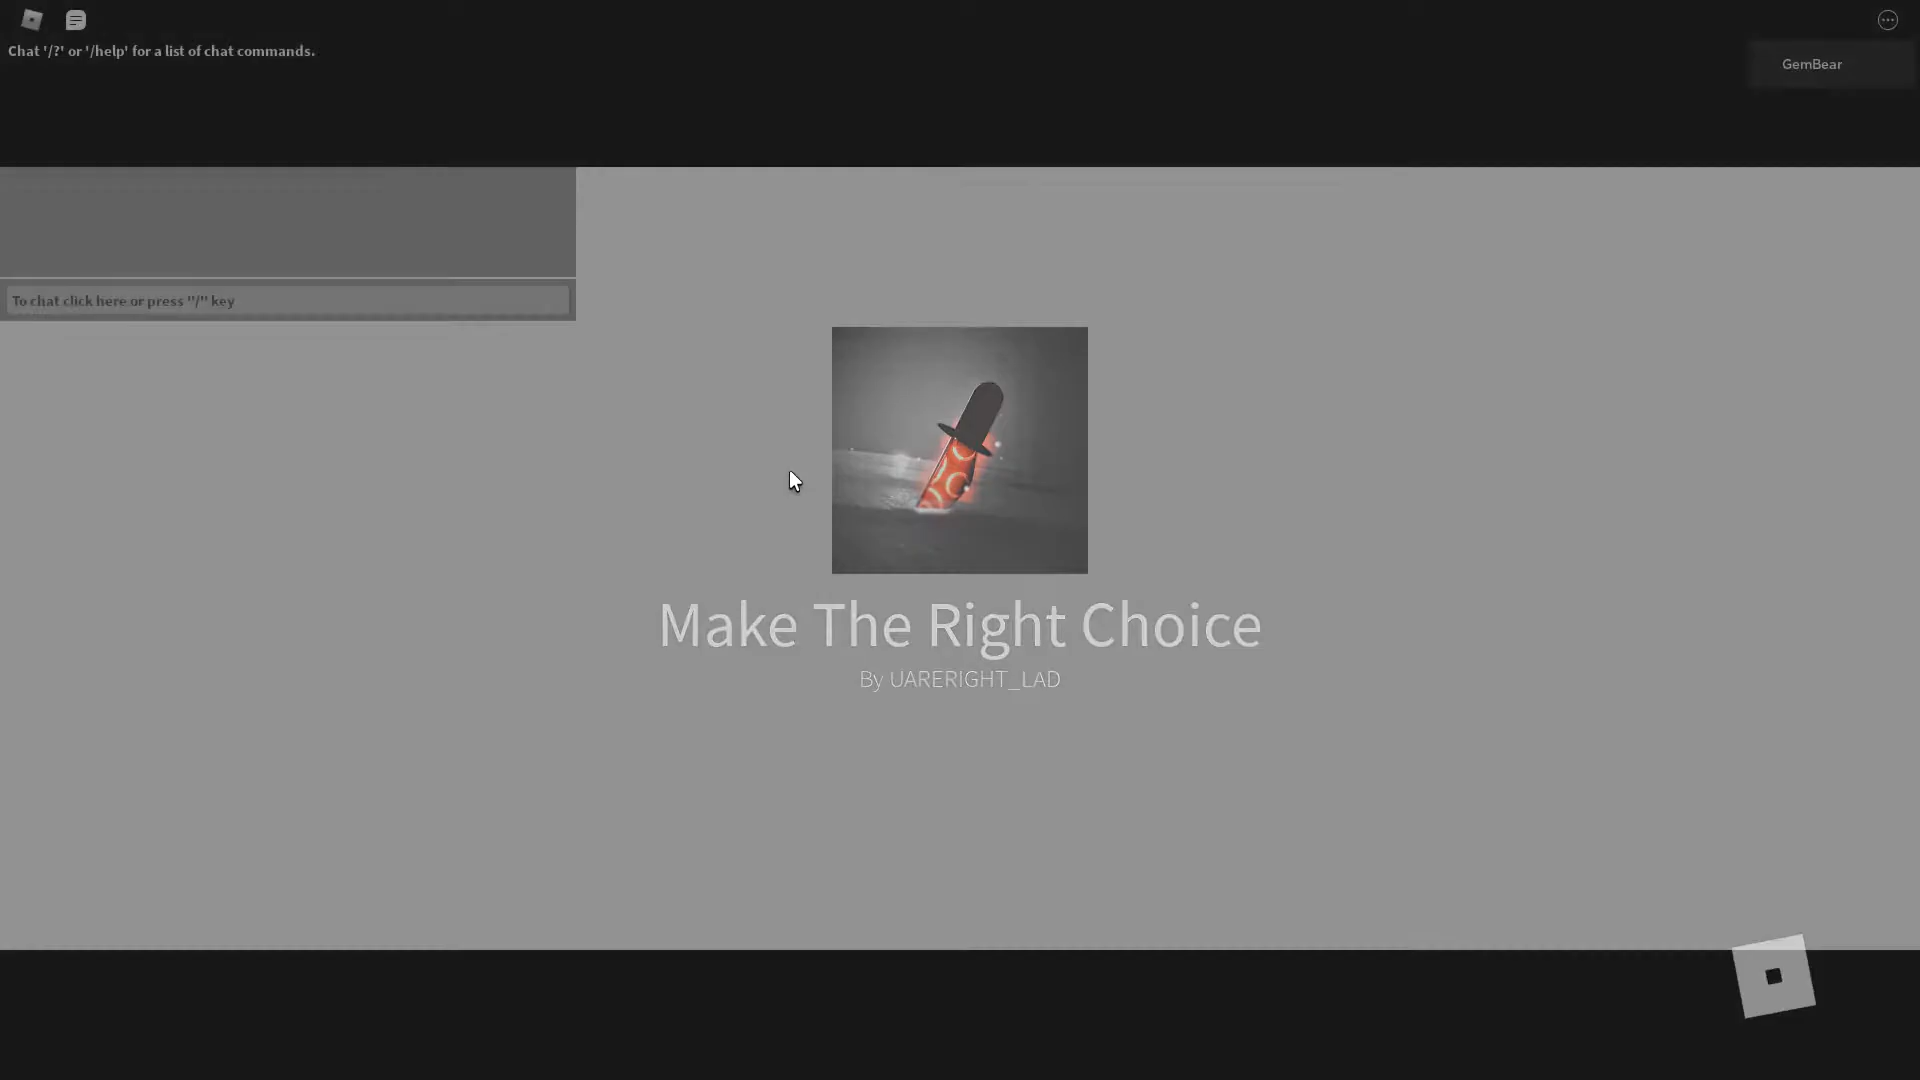 Chat '/?' or '/help' for a list of chat commands.
GemBear
To chat click here or press "/" key
Make The Right Choice
By UARERIGHT_LAD